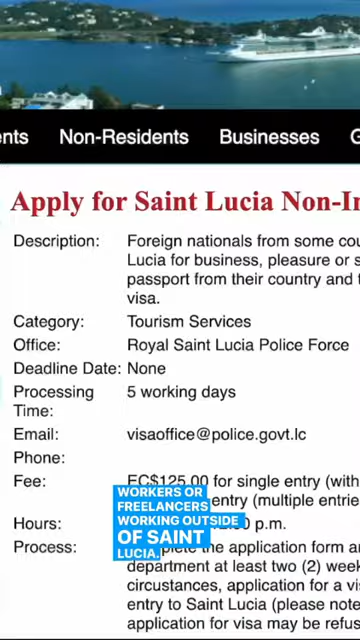 ents Non-Residents Businesses G
Apply for Saint Lucia Non-Im
Description: Foreign nationals from some cou
Lucia for business, pleasure or s
passport from their country and t
visa.
Category: Tourism Services
Office: Royal Saint Lucia Police Force
Deadline Date: None
Processing Time: 5 working days
Email: visaoffice@police.govt.lc
Phone:
Fee: EC$125.00 for single entry (with
entry (multiple entrie
Hours: p.m.
Process: the application form an
department at least two (2) week
circumstances, application for a vi
entry to Saint Lucia (please note
application for visa may be refus
WORKERS OR
FREELANCERS
WORKING OUTSIDE
OF SAINT
LUCIA.